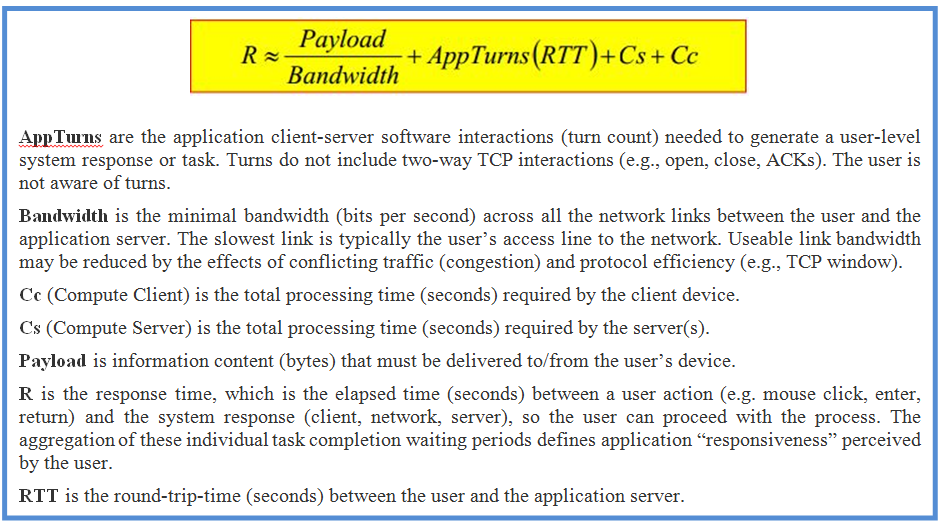 R ≈ Payload / Bandwidth + AppTurns(RTT) + Cs + Cc
AppTurns are the application client-server software interactions (turn count) needed to generate a user-level
system response or task. Turns do not include two-way TCP interactions (e.g., open, close, ACKs). The user is
not aware of turns.
Bandwidth is the minimal bandwidth (bits per second) across all the network links between the user and the
application server. The slowest link is typically the user's access line to the network. Useable link bandwidth
may be reduced by the effects of conflicting traffic (congestion) and protocol efficiency (e.g., TCP window).
Cc (Compute Client) is the total processing time (seconds) required by the client device.
Cs (Compute Server) is the total processing time (seconds) required by the server(s).
Payload is information content (bytes) that must be delivered to/from the user's device.
R is the response time, which is the elapsed time (seconds) between a user action (e.g. mouse click, enter,
return) and the system response (client, network, server), so the user can proceed with the process. The
aggregation of these individual task completion waiting periods defines application “responsiveness” perceived
by the user.
RTT is the round-trip-time (seconds) between the user and the application server.